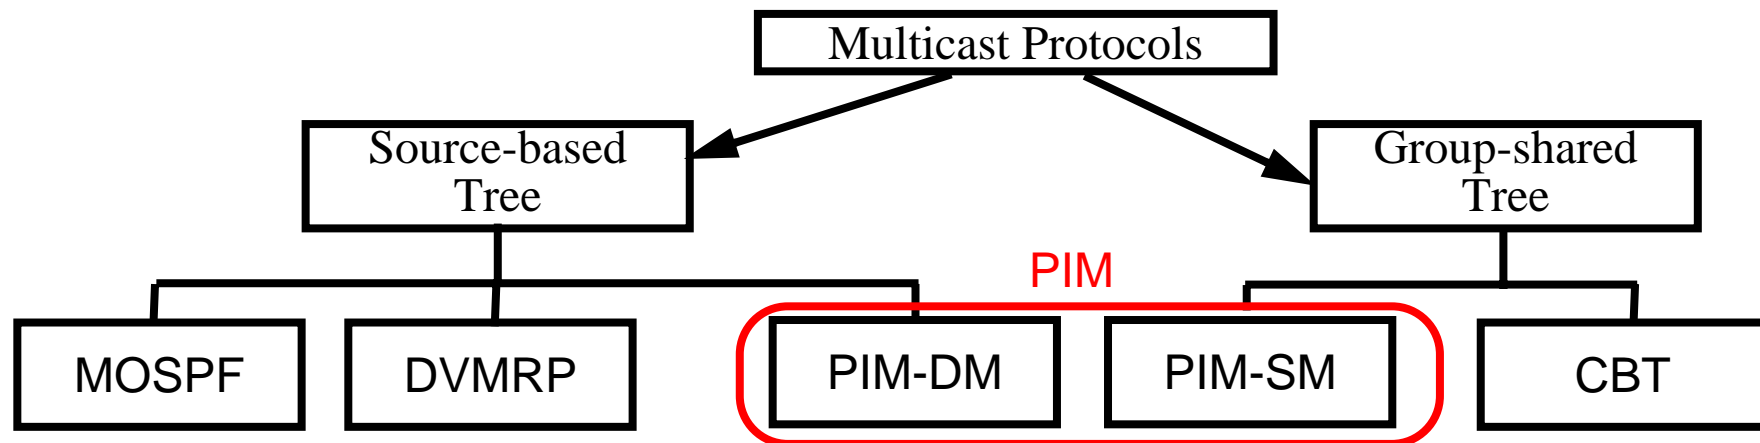 Multicast Protocols
Source-based
Tree
Group-shared
Tree
PIM
MOSPF
DVMRP
PIM-DM
PIM-SM
CBT